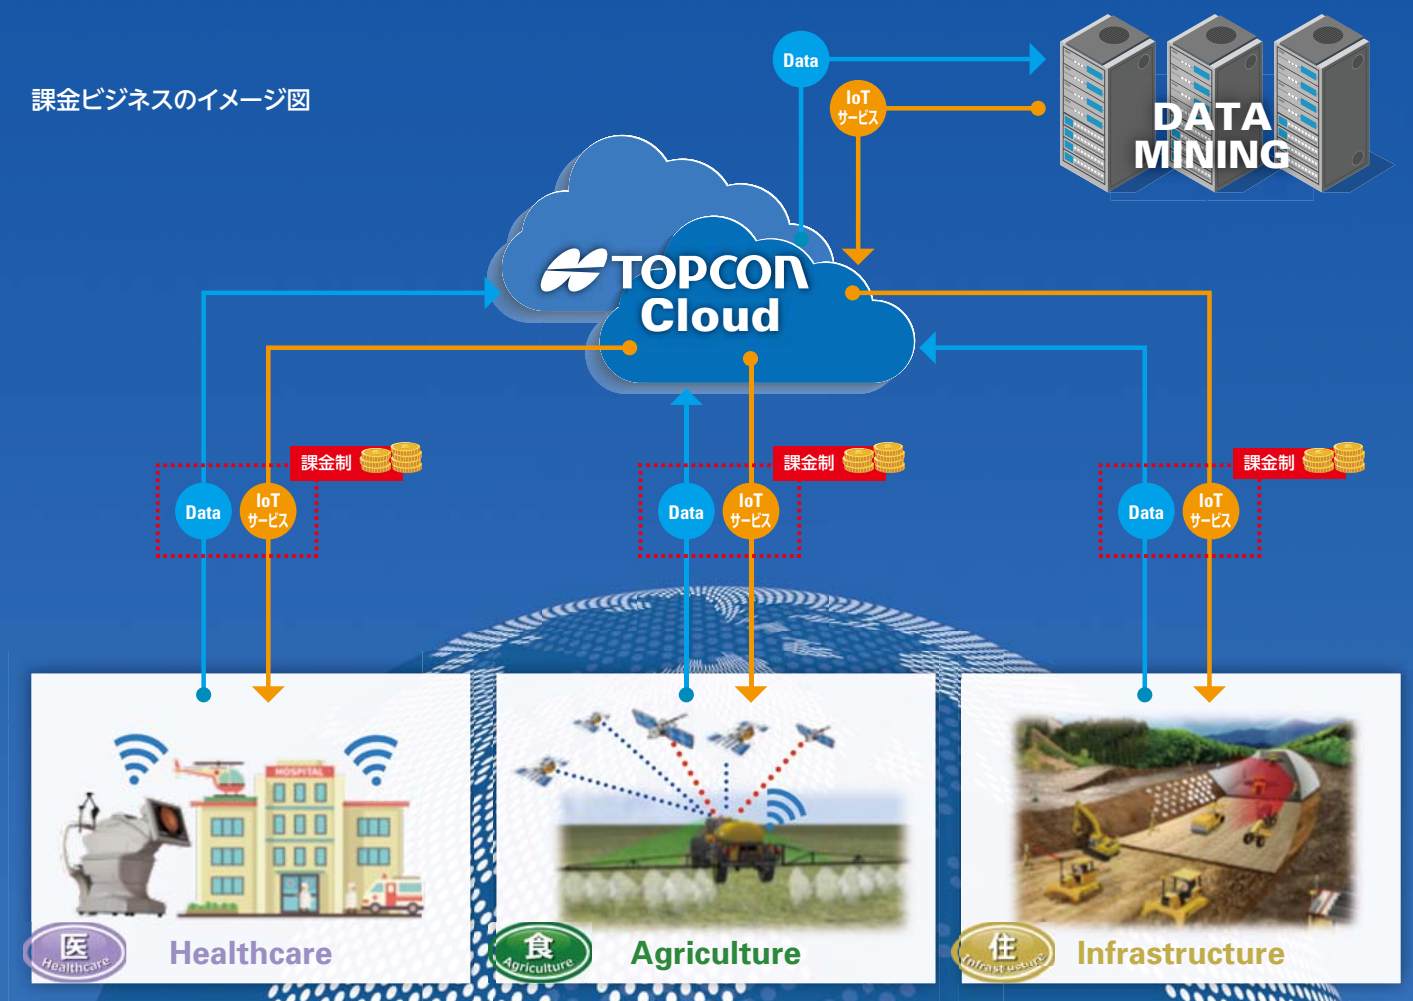 課金ビジネスのイメージ図
Data
IoT
サービス
DATA
MINING
TOPCON
Cloud
課金制
Data
IoT
サービス
課金制
Data
IoT
サービス
課金制
Data
IoT
サービス
HOSPITAL
医
Healthcare
Healthcare
食
Agriculture
Agriculture
住
Infrastructure
Infrastructure